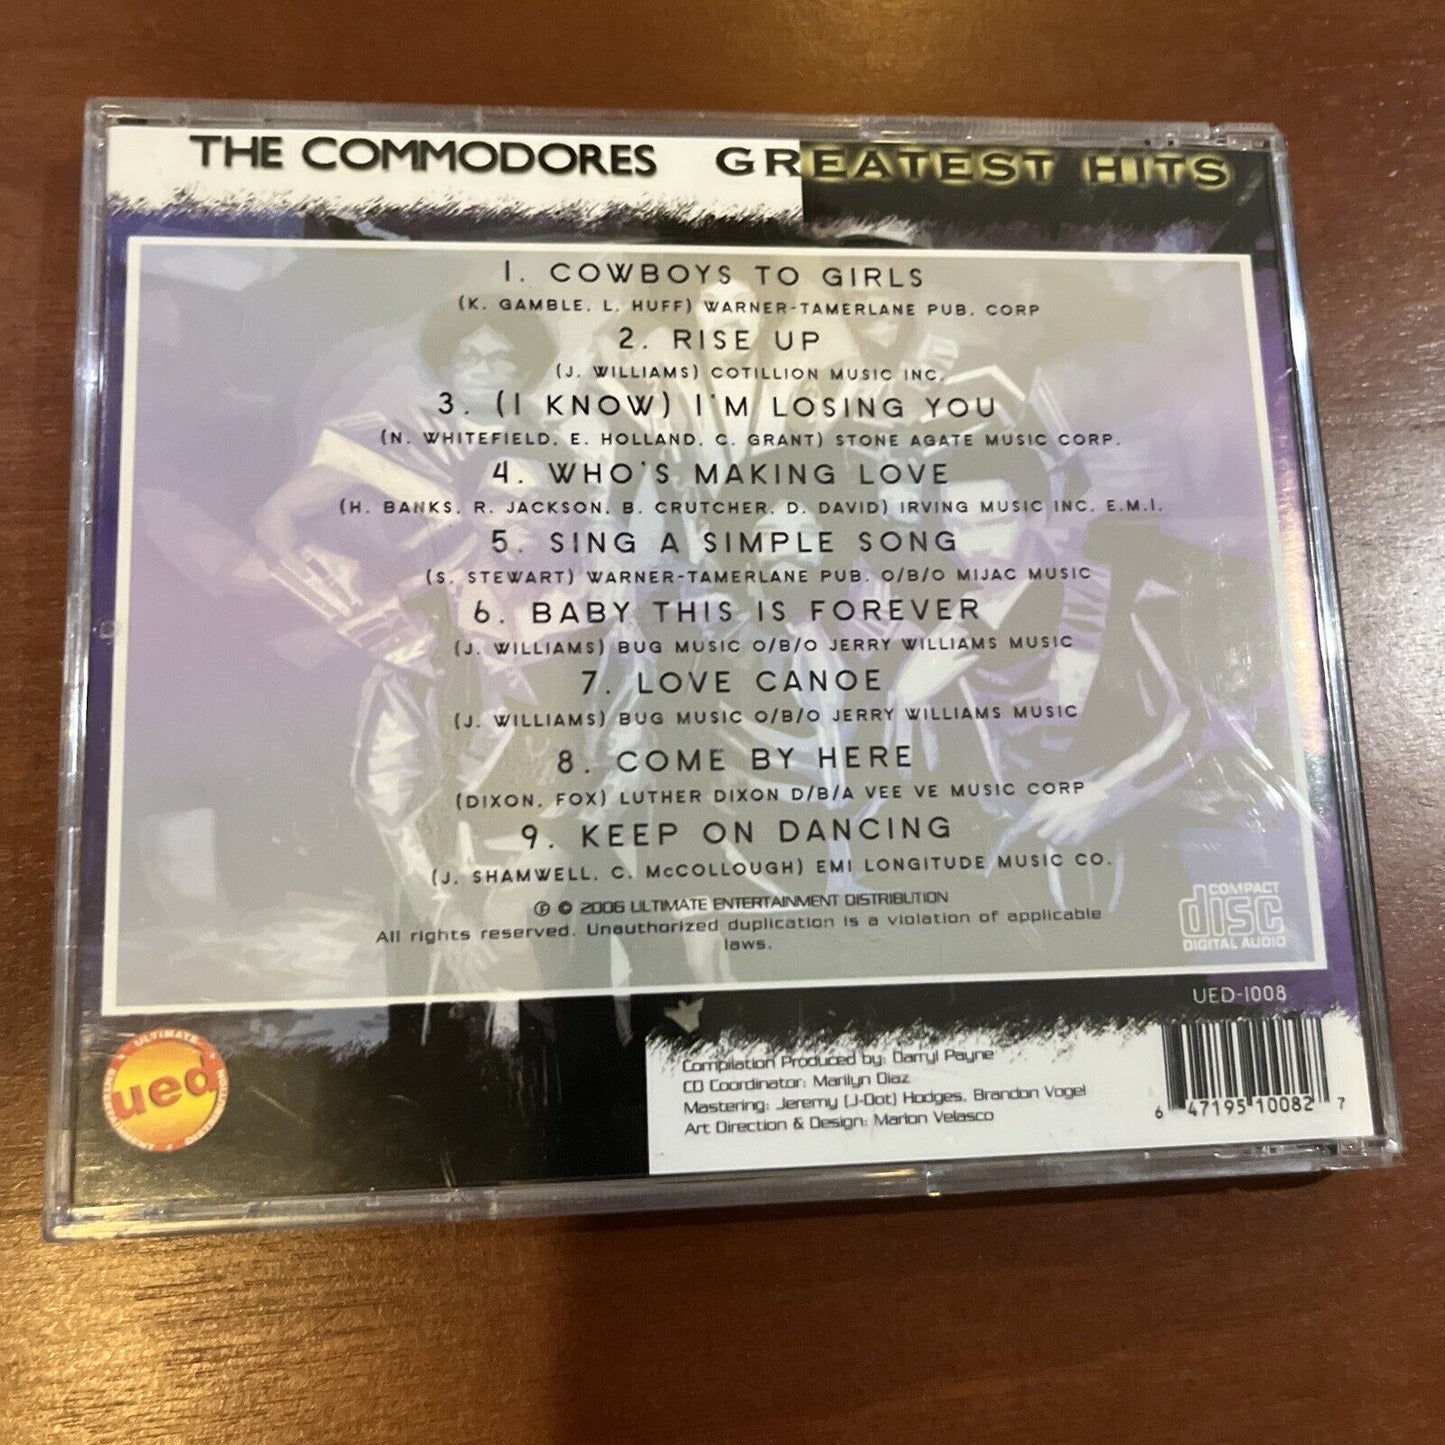 THE COMMODORES GREATEST HITS
1. COWBOYS TO GIRLS
(K. GAMBLE, L. HUFF) WARNER-TAMERLANE PUB. CORP
2. RISE UP
(J. WILLIAMS) COTILLION MUSIC INC.
3. (I KNOW) I'M LOSING YOU
(N. WHITEFIELD, E. HOLLAND, C. GRANT) STONE AGATE MUSIC CORP.
4. WHO'S MAKING LOVE
(H. BANKS, R. JACKSON, B. CRUTCHER, D. DAVID) IRVING MUSIC INC. E.M.I.
5. SING A SIMPLE SONG
(S. STEWART) WARNER-TAMERLANE PUB. O/B/O MIJAC MUSIC
6. BABY THIS IS FOREVER
(J. WILLIAMS) BUG MUSIC O/B/O JERRY WILLIAMS MUSIC
7. LOVE CANOE
(J. WILLIAMS) BUG MUSIC O/B/O JERRY WILLIAMS MUSIC
8. COME BY HERE
(DIXON, FOX) LUTHER DIXON D/B/A VEE VE MUSIC CORP
9. KEEP ON DANCING
(J. SHAMWELL, C. McCOLLOUGH) EMI LONGITUDE MUSIC CO.
℗ © 2006 ULTIMATE ENTERTAINMENT DISTRIBUTION
All rights reserved. Unauthorized duplication is a violation of applicable
laws.
COMPACT
disc
DIGITAL AUDIO
UED-1008
ULTIMATE
ued
Compilation Produced by: Darryl Payne
CD Coordinator: Marilyn Diaz
Mastering: Jeremy (J-Dot) Hodges, Brandon Vogel
Art Direction & Design: Marion Velasco
6 47195 10082 7